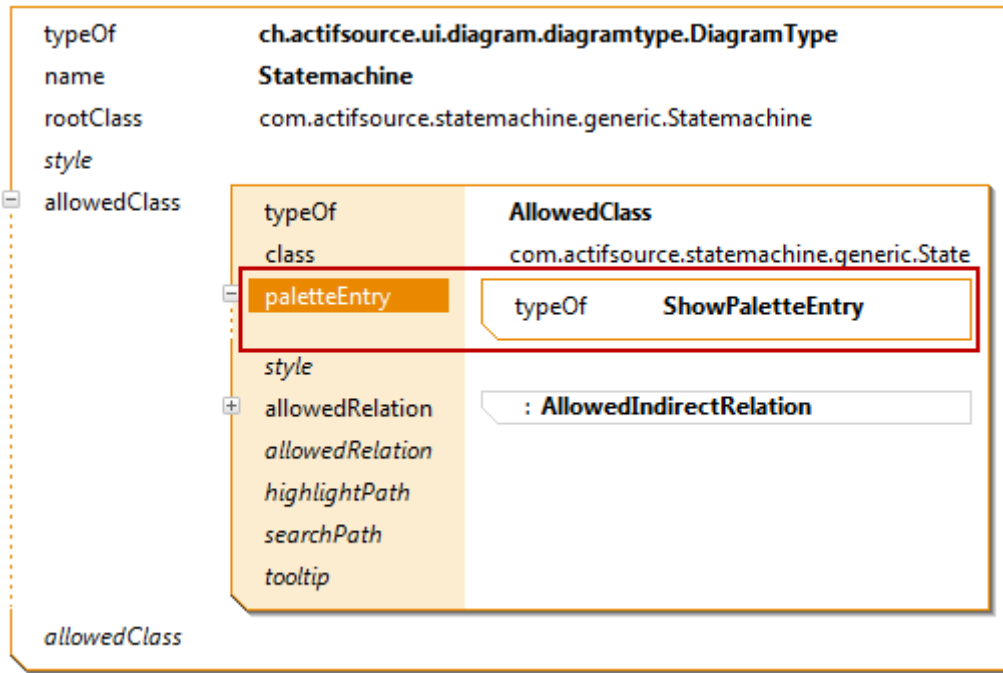 typeOf ch.actifsource.ui.diagram.diagramtype.DiagramType
name Statemachine
rootClass com.actifsource.statemachine.generic.Statemachine
style
allowedClass
typeOf AllowedClass
class com.actifsource.statemachine.generic.State
paletteEntry
typeOf ShowPaletteEntry
style
allowedRelation : AllowedIndirectRelation
allowedRelation
highlightPath
searchPath
tooltip
allowedClass